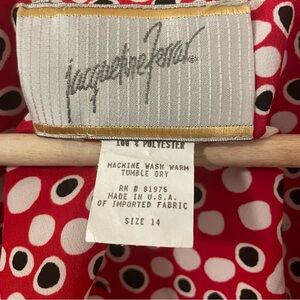 Jacqueline Ferrar®
100 % POLYESTER
MACHINE WASH WARM
TUMBLE DRY
RN # 81975
MADE IN U.S.A.
OF IMPORTED FABRIC
SIZE 14